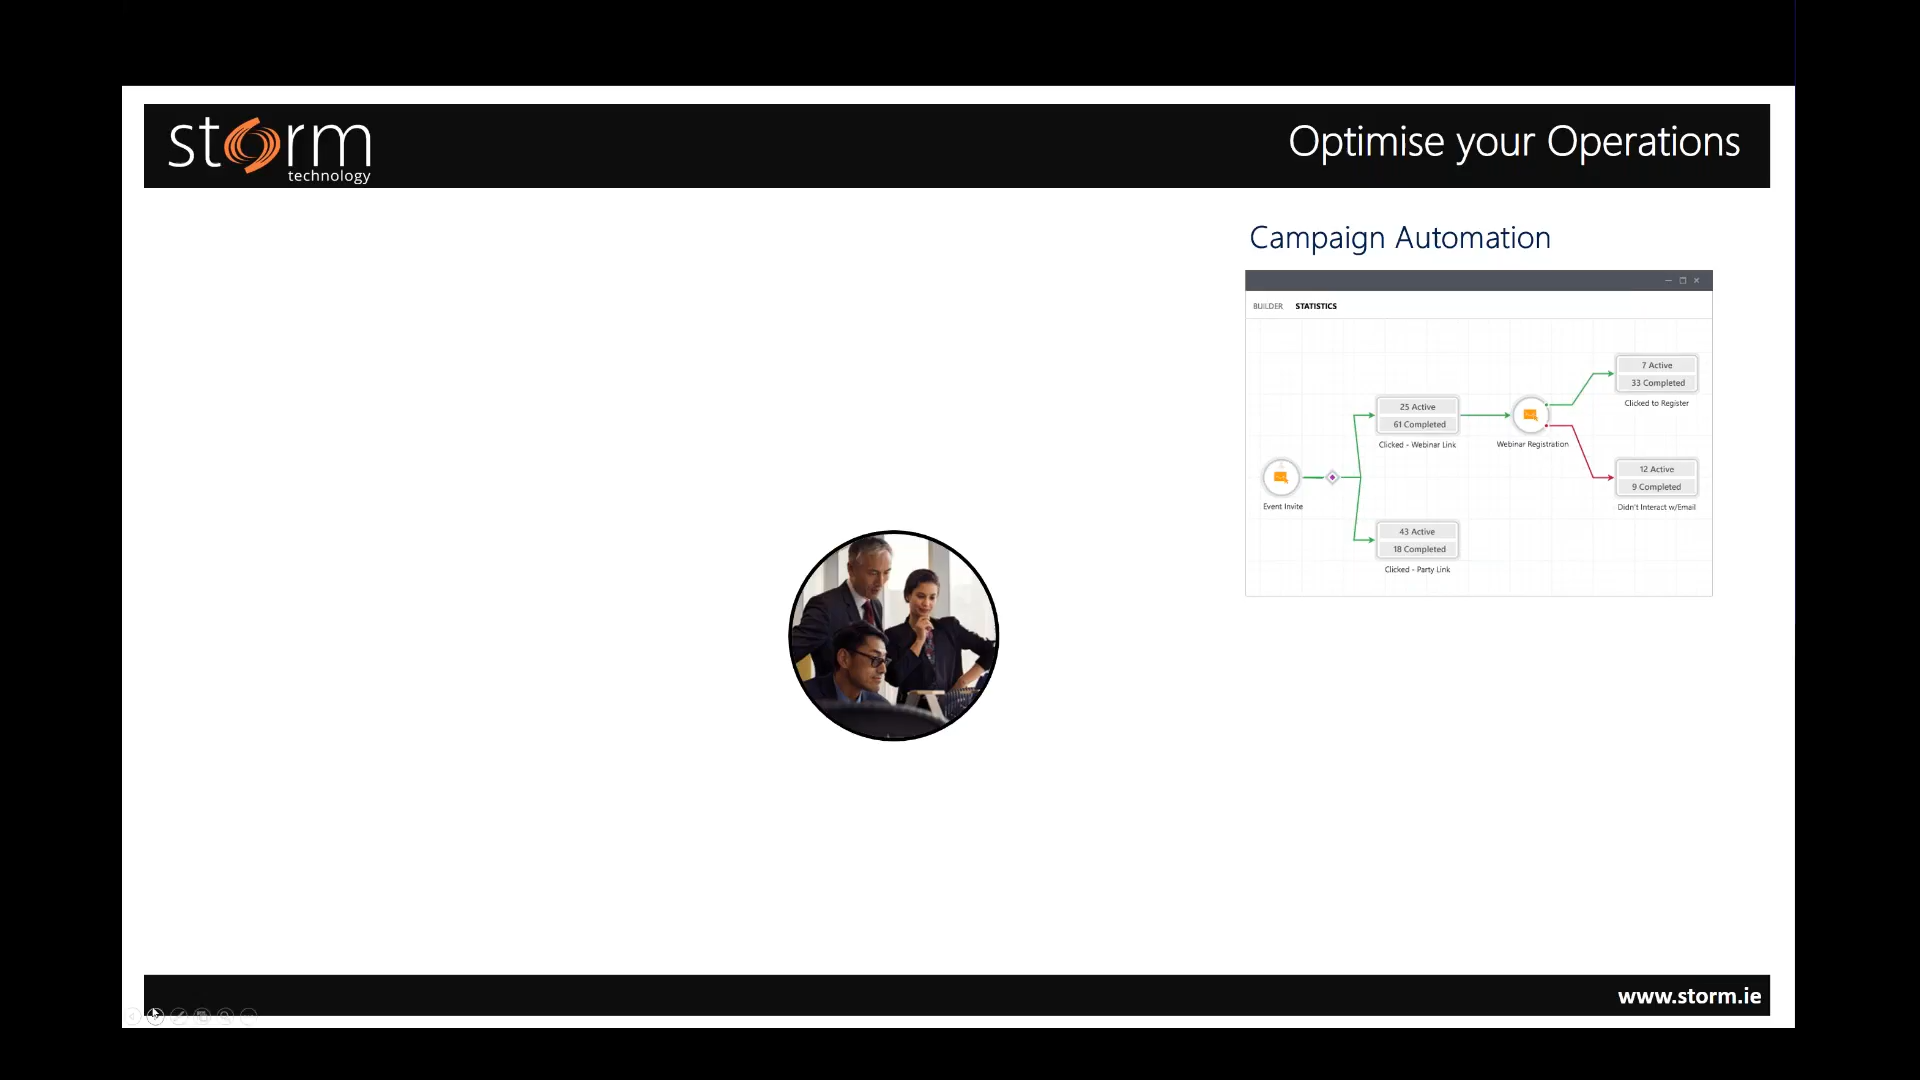 storm
technology
Optimise your Operations
Campaign Automation
BUILDER STATISTICS
7 Active
33 Completed
Clicked to Register
25 Active
61 Completed
Clicked - Webinar Link
Webinar Registration
12 Active
9 Completed
Didn't Interact w/Email
Event Invite
43 Active
18 Completed
Clicked - Party Link
www.storm.ie